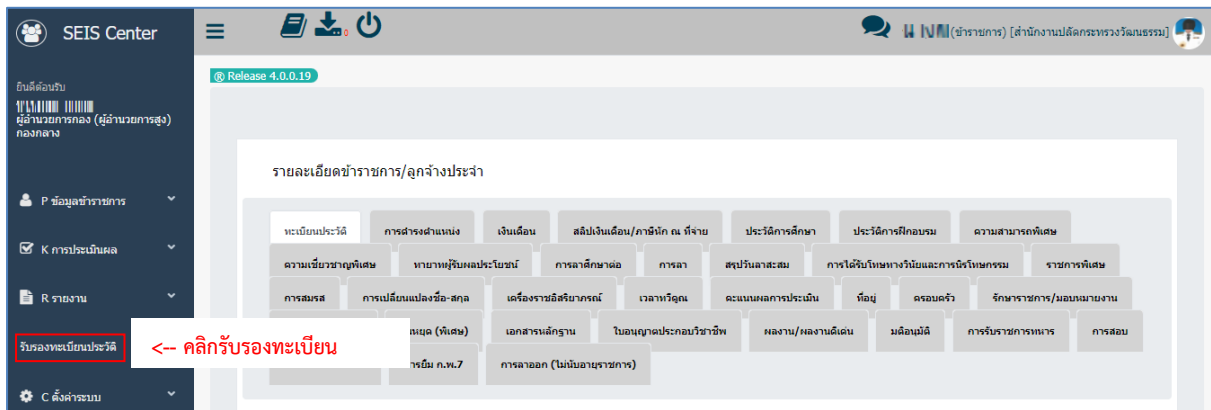 SEIS Center
0
(ข้าราชการ) [สำนักงานปลัดกระทรวงวัฒนธรรม]
® Release 4.0.0.19
ยินดีต้อนรับ
ผู้อำนวยการกอง (ผู้อำนวยการสูง)
กองกลาง
P ข้อมูลข้าราชการ
K การประเมินผล
R รายงาน
รับรองทะเบียนประวัติ
<-- คลิกรับรองทะเบียน
C ตั้งค่าระบบ
รายละเอียดข้าราชการ/ลูกจ้างประจำ
ทะเบียนประวัติ การดำรงตำแหน่ง เงินเดือน สลิปเงินเดือน/ภาษีหัก ณ ที่จ่าย ประวัติการศึกษา ประวัติการฝึกอบรม ความสามารถพิเศษ
ความเชี่ยวชาญพิเศษ ทายาทผู้รับผลประโยชน์ การลาศึกษาต่อ การลา สรุปวันลาสะสม การได้รับโทษทางวินัยและการนิรโทษกรรม ราชการพิเศษ
การสมรส การเปลี่ยนแปลงชื่อ-สกุล เครื่องราชอิสริยาภรณ์ เวลาทวีคูณ คะแนนผลการประเมิน ที่อยู่ ครอบครัว รักษาราชการ/มอบหมายงาน
(พิเศษ) เอกสารหลักฐาน ใบอนุญาตประกอบวิชาชีพ ผลงาน/ผลงานดีเด่น มติอนุมัติ การรับราชการทหาร การสอบ
ก.พ.7 การลาออก (ไม่นับอายุราชการ)